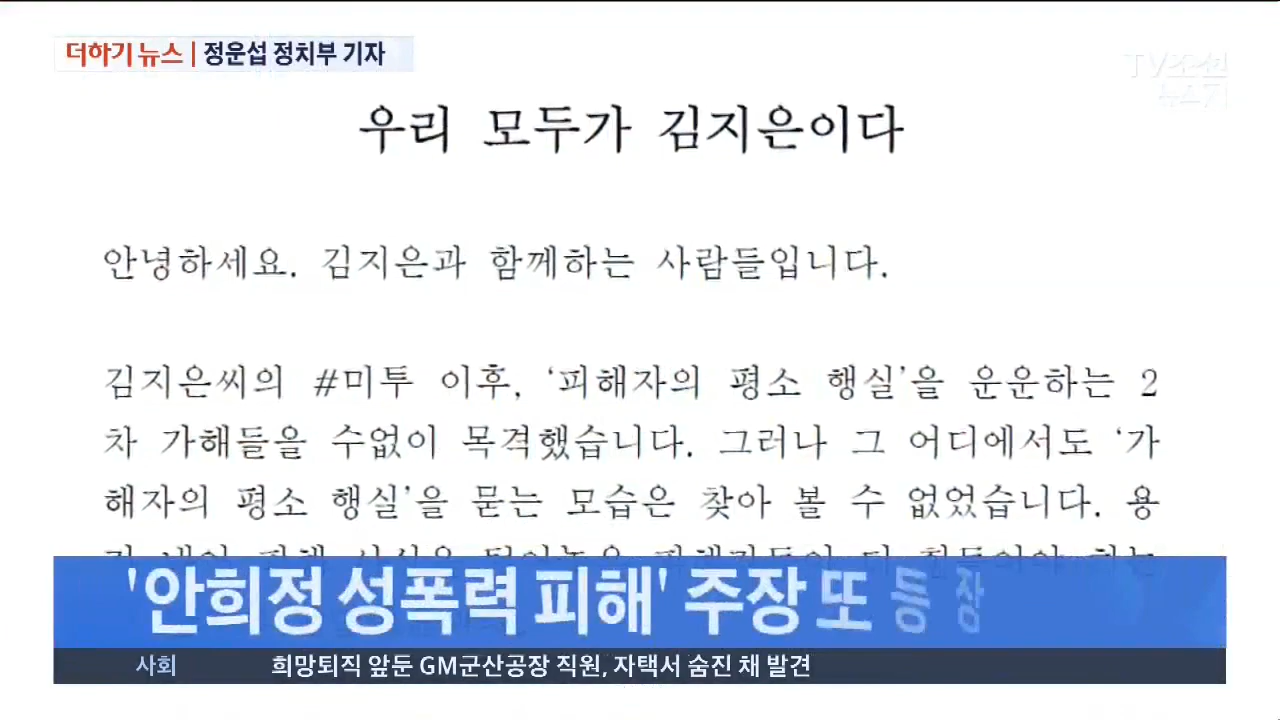 더하기 뉴스 | 정운섭 정치부 기자
TV조선
뉴스7
우리 모두가 김지은이다
안녕하세요. 김지은과 함께하는 사람들입니다.
김지은씨의 #미투 이후, ‘피해자의 평소 행실’을 운운하는 2
차 가해들을 수없이 목격했습니다. 그러나 그 어디에서도 ‘가
해자의 평소 행실’을 묻는 모습은 찾아 볼 수 없었습니다. 용
'안희정 성폭력 피해' 주장 또 등장
사회 희망퇴직 앞둔 GM군산공장 직원, 자택서 숨진 채 발견